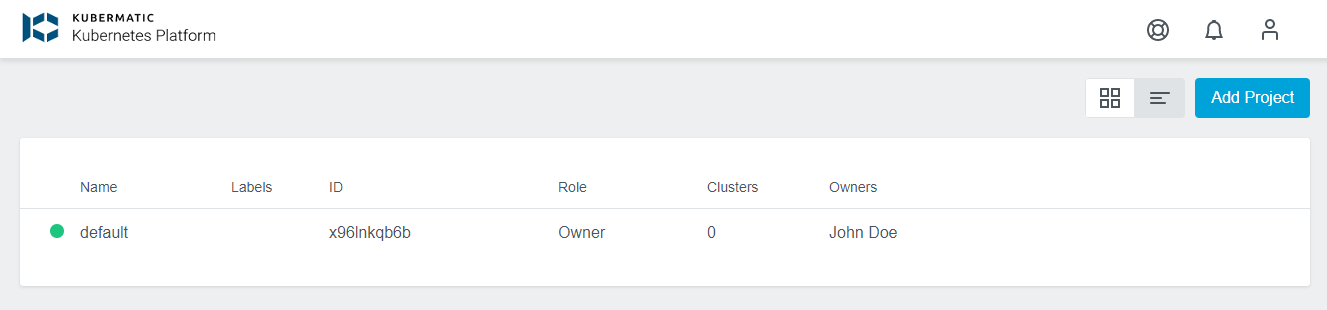 KUBERMATIC
Kubernetes Platform
Add Project
Name Labels ID Role Clusters Owners
default x96lnkqb6b Owner 0 John Doe